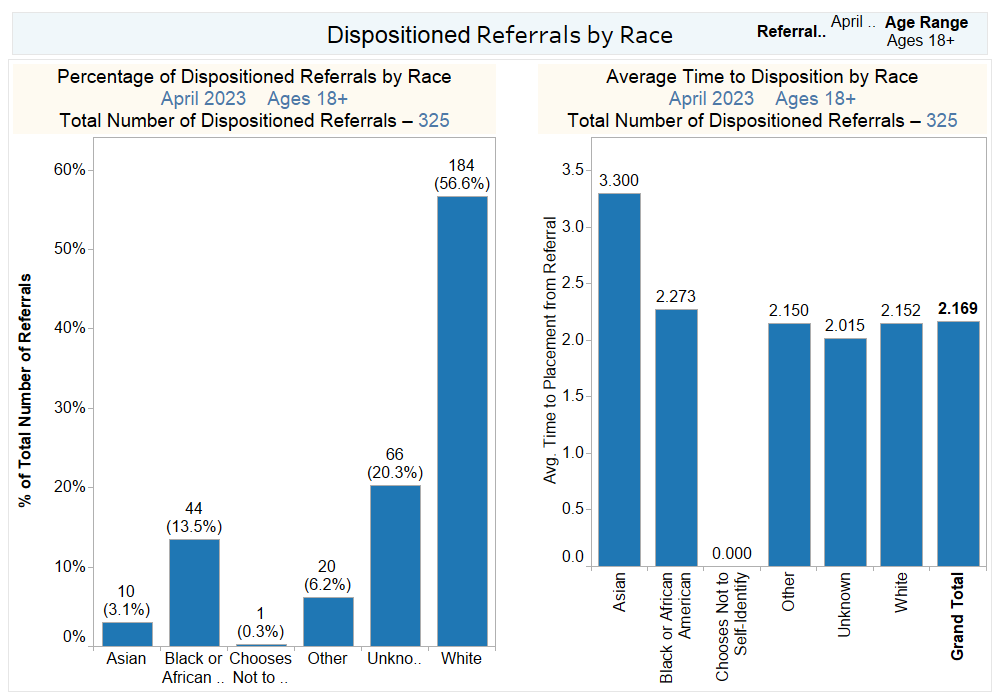 Dispositioned Referrals by Race
Referral.. April .. Age Range
Ages 18+
Percentage of Dispositioned Referrals by Race
April 2023 Ages 18+
Total Number of Dispositioned Referrals – 325
% of Total Number of Referrals
60%
50%
40%
30%
20%
10%
0%
10
(3.1%)
44
(13.5%)
1
(0.3%)
20
(6.2%)
66
(20.3%)
184
(56.6%)
Asian
Black or
African ..
Chooses
Not to ..
Other
Unkno..
White
Average Time to Disposition by Race
April 2023 Ages 18+
Total Number of Dispositioned Referrals – 325
Avg. Time to Placement from Referral
3.5
3.0
2.5
2.0
1.5
1.0
0.5
0.0
3.300
2.273
0.000
2.150
2.015
2.152
2.169
Asian
Black or African
American
Chooses Not to
Self-Identify
Other
Unknown
White
Grand Total